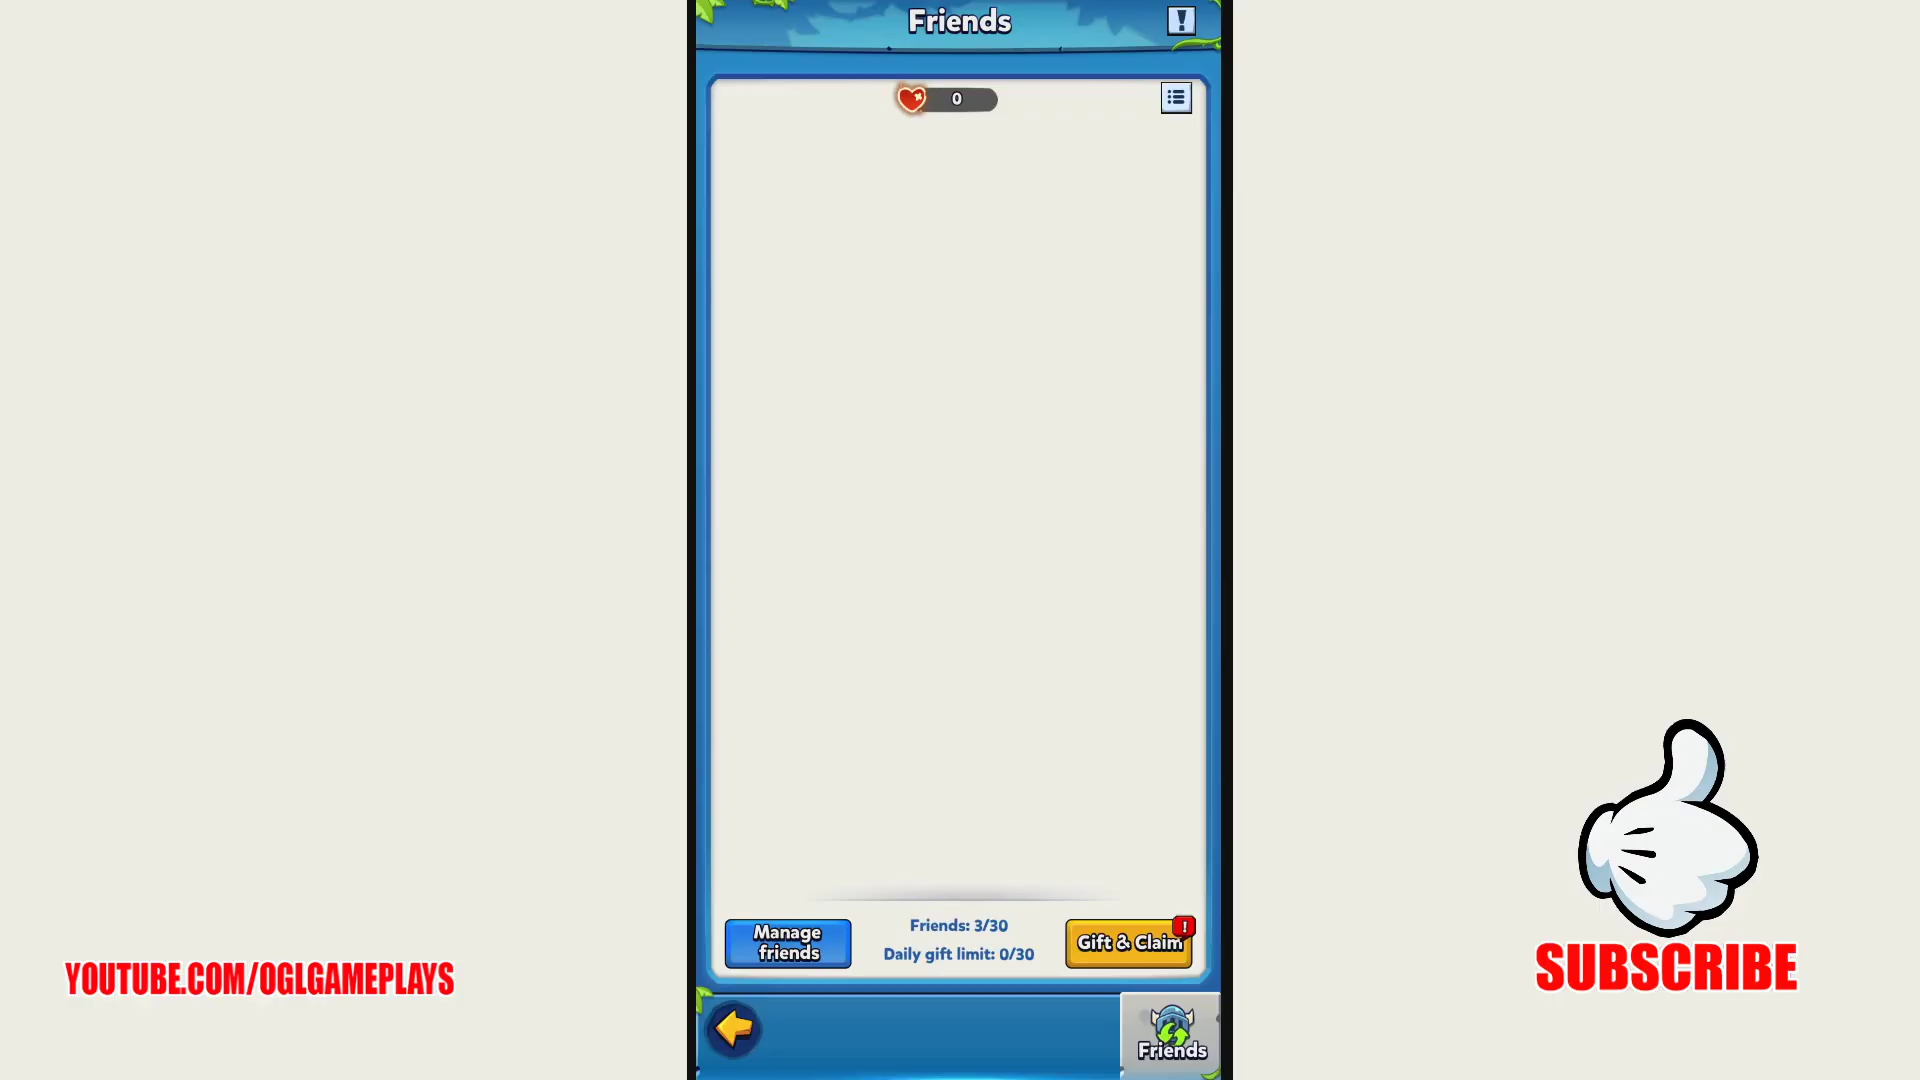 Friends
0
Manage
friends
Friends: 3/30
Daily gift limit: 0/30
Gift & Claim
!
YOUTUBE.COM/OGLGAMEPLAYS
SUBSCRIBE
Friends